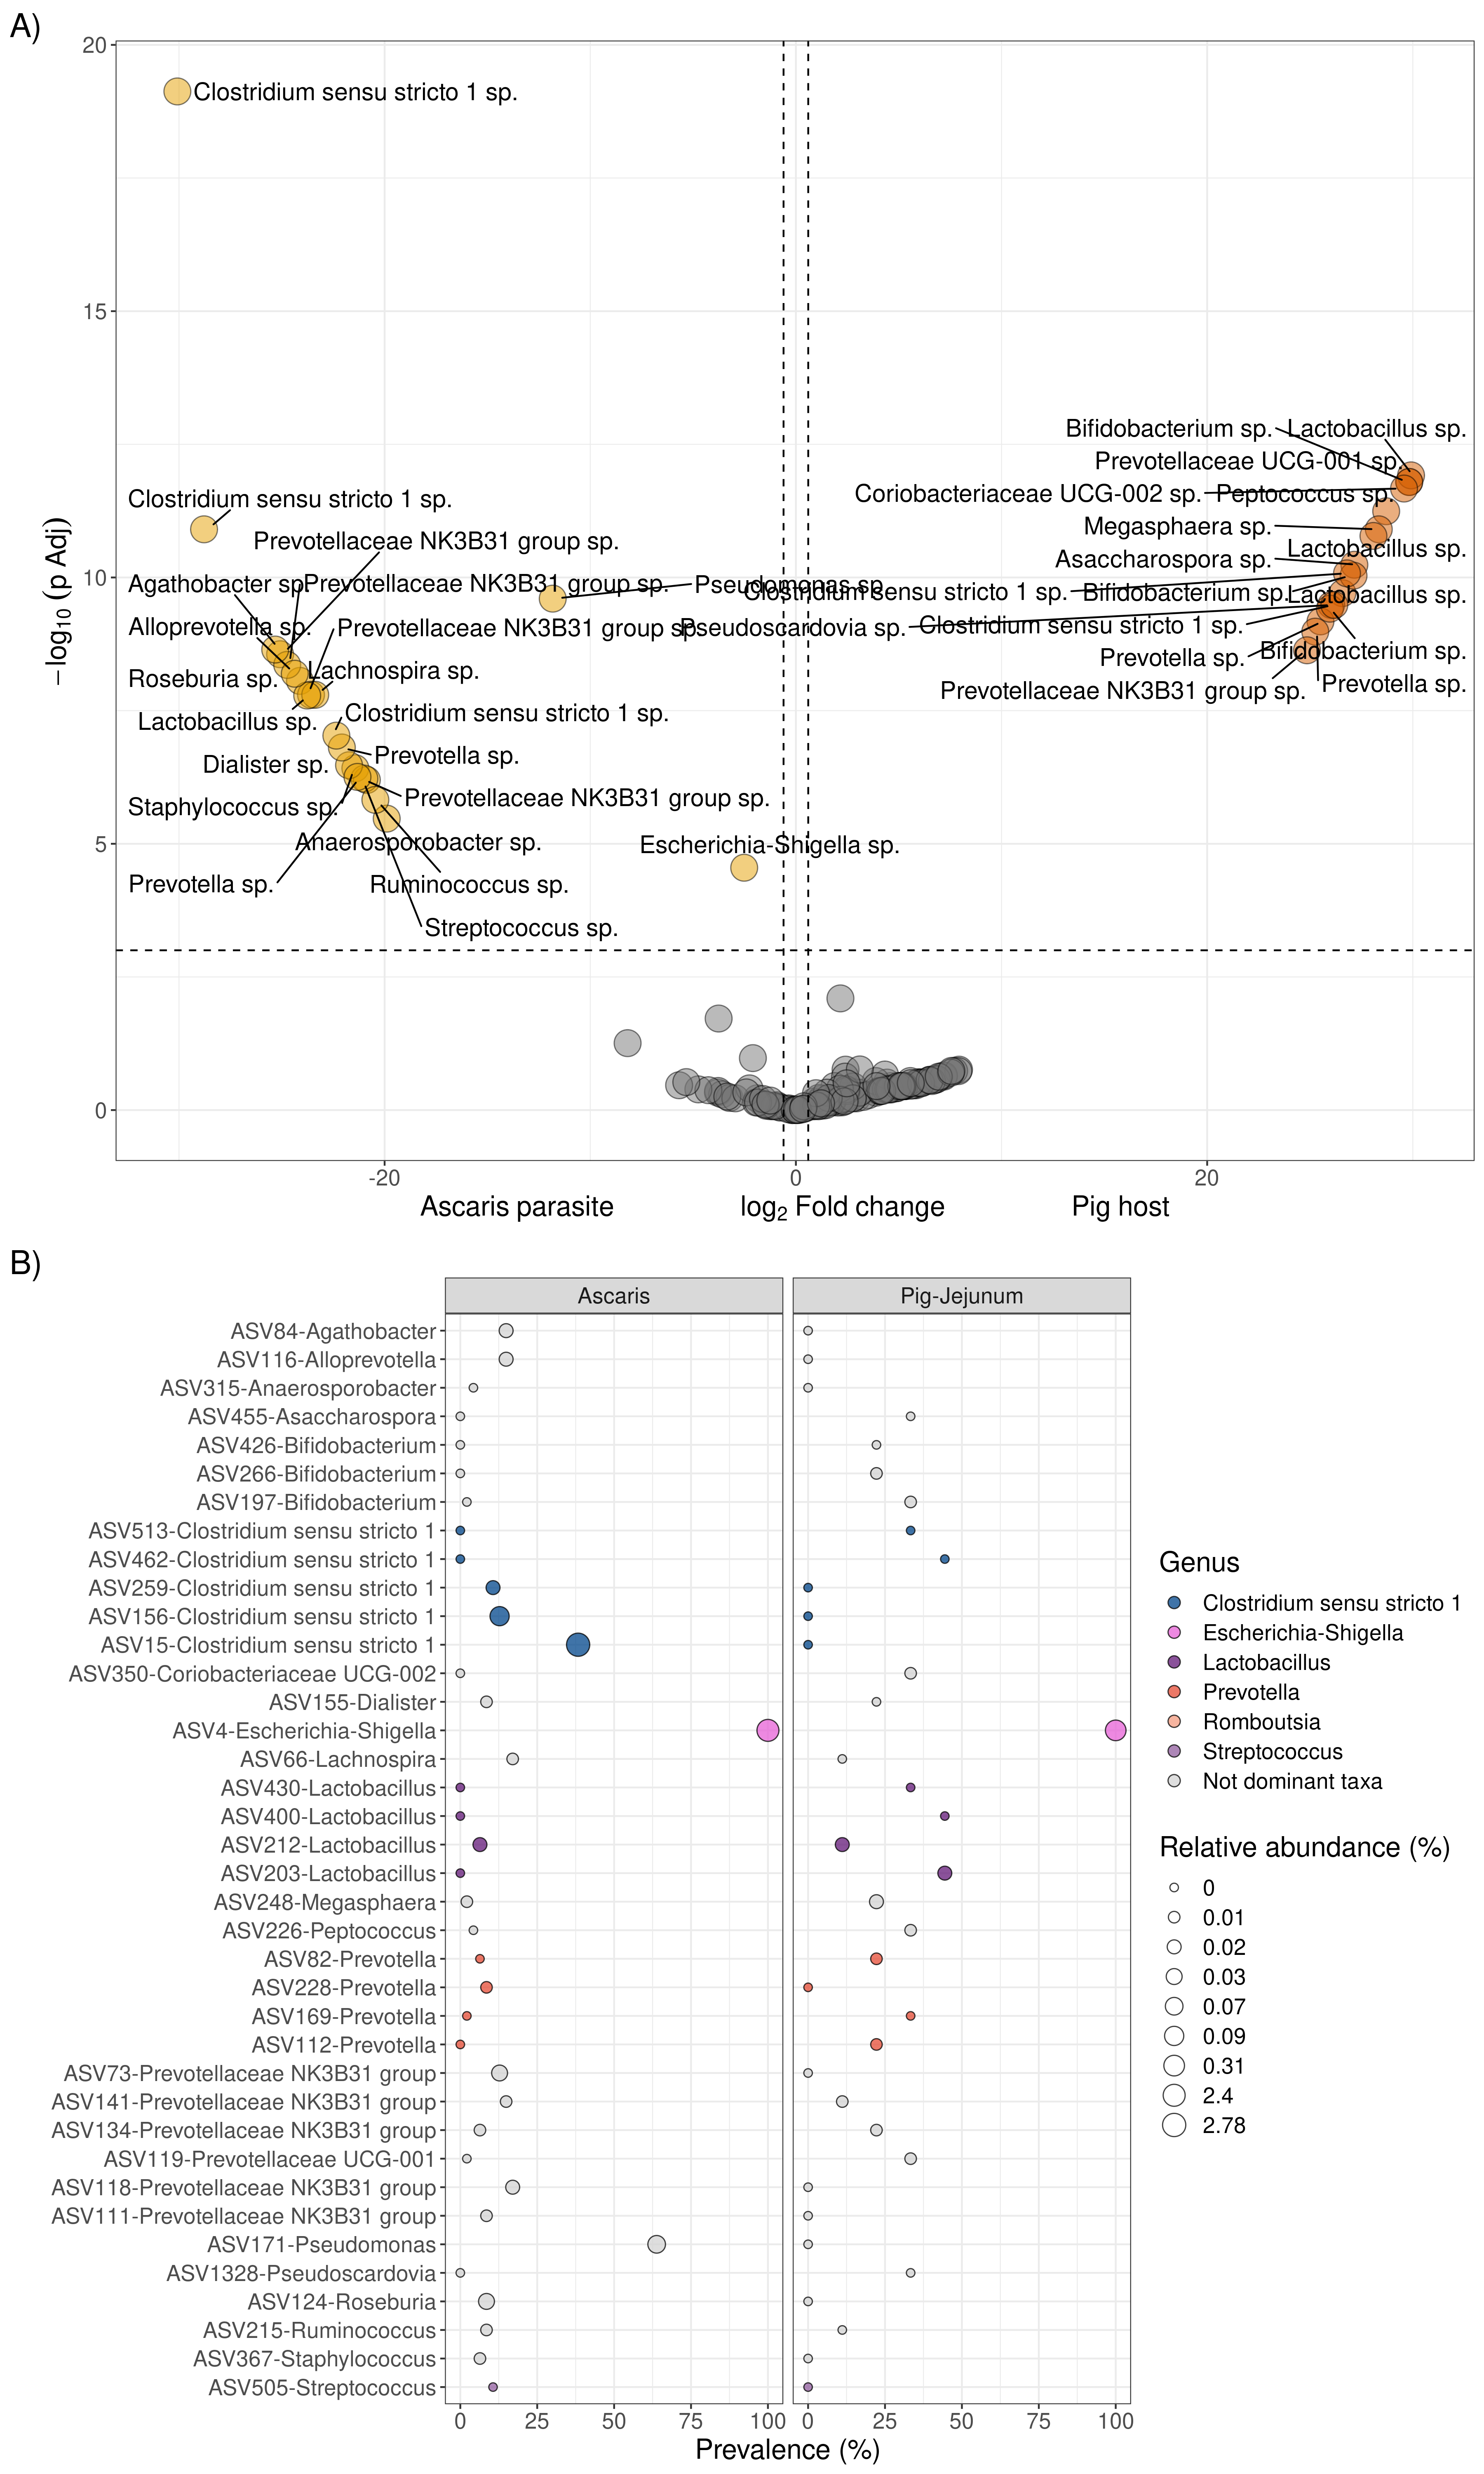 A)
20
Clostridium sensu stricto 1 sp.
15
Bifidobacterium sp.
Lactobacillus sp.
Prevotellaceae UCG-001 sp.
Coriobacteriaceae UCG-002 sp.
Peptococcus sp.
Clostridium sensu stricto 1 sp.
Megasphaera sp.
Prevotellaceae NK3B31 group sp.
Lactobacillus sp.
Asaccharospora sp.
10
Agathobacter sp.
Prevotellaceae NK3B31 group sp.
Pseudomonas sp.
Clostridium sensu stricto 1 sp.
Bifidobacterium sp.
Lactobacillus sp.
Alloprevotella sp.
Prevotellaceae NK3B31 group sp.
Pseudoscardovia sp.
Clostridium sensu stricto 1 sp.
Bifidobacterium sp.
Prevotella sp.
Roseburia sp.
Lachnospira sp.
Prevotellaceae NK3B31 group sp.
Prevotella sp.
Lactobacillus sp.
Clostridium sensu stricto 1 sp.
Dialister sp.
Prevotella sp.
Staphylococcus sp.
Prevotellaceae NK3B31 group sp.
5
Anaerosporobacter sp.
Escherichia-Shigella sp.
Prevotella sp.
Ruminococcus sp.
Streptococcus sp.
0
−log10 (p Adj)
-20
0
20
Ascaris parasite
log2 Fold change
Pig host
B)
Ascaris
Pig-Jejunum
ASV84-Agathobacter
ASV116-Alloprevotella
ASV315-Anaerosporobacter
ASV455-Asaccharospora
ASV426-Bifidobacterium
ASV266-Bifidobacterium
ASV197-Bifidobacterium
ASV513-Clostridium sensu stricto 1
ASV462-Clostridium sensu stricto 1
ASV259-Clostridium sensu stricto 1
ASV156-Clostridium sensu stricto 1
ASV15-Clostridium sensu stricto 1
ASV350-Coriobacteriaceae UCG-002
ASV155-Dialister
ASV4-Escherichia-Shigella
ASV66-Lachnospira
ASV430-Lactobacillus
ASV400-Lactobacillus
ASV212-Lactobacillus
ASV203-Lactobacillus
ASV248-Megasphaera
ASV226-Peptococcus
ASV82-Prevotella
ASV228-Prevotella
ASV169-Prevotella
ASV112-Prevotella
ASV73-Prevotellaceae NK3B31 group
ASV141-Prevotellaceae NK3B31 group
ASV134-Prevotellaceae NK3B31 group
ASV119-Prevotellaceae UCG-001
ASV118-Prevotellaceae NK3B31 group
ASV111-Prevotellaceae NK3B31 group
ASV171-Pseudomonas
ASV1328-Pseudoscardovia
ASV124-Roseburia
ASV215-Ruminococcus
ASV367-Staphylococcus
ASV505-Streptococcus
0 25 50 75 100
0 25 50 75 100
Prevalence (%)
Genus
Clostridium sensu stricto 1
Escherichia-Shigella
Lactobacillus
Prevotella
Romboutsia
Streptococcus
Not dominant taxa
Relative abundance (%)
0
0.01
0.02
0.03
0.07
0.09
0.31
2.4
2.78